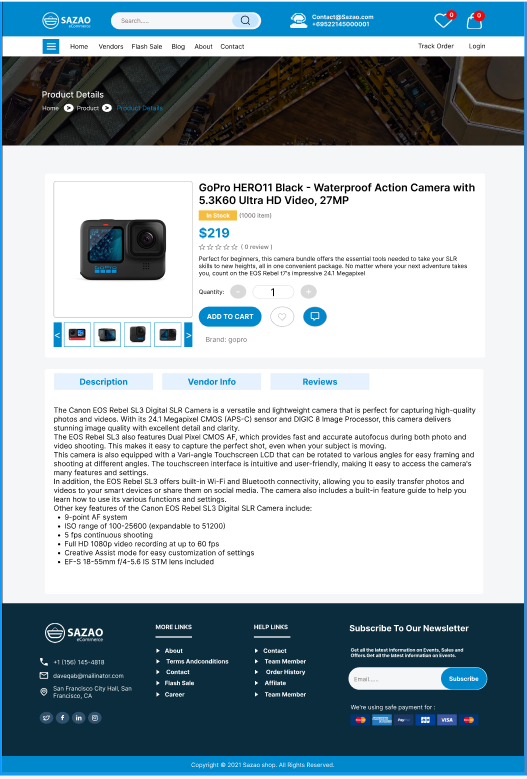 SAZAO
eCommerce
Search.....
Contact@Sazao.com
+69522145000001
0
0
Home Vendors Flash Sale Blog About Contact
Track Order Login
Product Details
Home > Product > Product Details
GoPro HERO11 Black - Waterproof Action Camera with
5.3K60 Ultra HD Video, 27MP
In Stock (1000 item)
$219
( 0 review )
Perfect for beginners, this camera bundle offers the essential tools needed to take your SLR
skills to new heights, all in one convenient package. No matter where your next adventure takes
you, count on the EOS Rebel 17's impressive 24.1 Megapixel
Quantity: - 1 +
ADD TO CART
Brand: gopro
< >
Description Vendor Info Reviews
The Canon EOS Rebel SL3 Digital SLR Camera is a versatile and lightweight camera that is perfect for capturing high-quality
photos and videos. With its 24.1 Megapixel CMOS (APS-C) sensor and DIGIC 8 Image Processor, this camera delivers
stunning image quality with excellent detail and clarity.
The EOS Rebel SL3 also features Dual Pixel CMOS AF, which provides fast and accurate autofocus during both photo and
video shooting. This makes it easy to capture the perfect shot, even when your subject is moving.
This camera is also equipped with a Vari-angle Touchscreen LCD that can be rotated to various angles for easy framing and
shooting at different angles. The touchscreen interface is intuitive and user-friendly, making it easy to access the camera's
many features and settings.
In addition, the EOS Rebel SL3 offers built-in Wi-Fi and Bluetooth connectivity, allowing you to easily transfer photos and
videos to your smart devices or share them on social media. The camera also includes a built-in feature guide to help you
learn how to use its various functions and settings.
Other key features of the Canon EOS Rebel SL3 Digital SLR Camera include:
• 9-point AF system
• ISO range of 100-25600 (expandable to 51200)
• 5 fps continuous shooting
• Full HD 1080p video recording at up to 60 fps
• Creative Assist mode for easy customization of settings
• EF-S 18-55mm f/4-5.6 IS STM lens included
SAZAO
eCommerce
+1 (156) 145-4818
daveqab@mailinator.com
San Francisco City Hall, San
Francisco, CA
MORE LINKS
About
Terms Andconditions
Contact
Flash Sale
Career
HELP LINKS
Contact
Team Member
Order History
Affilate
Team Member
Subscribe To Our Newsletter
Get all the latest information on Events, Sales and
Offers.Get all the latest information on Events.
Email...... Subscribe
We're using safe payment for :
VISA
Copyright © 2021 Sazao shop. All Rights Reserved.